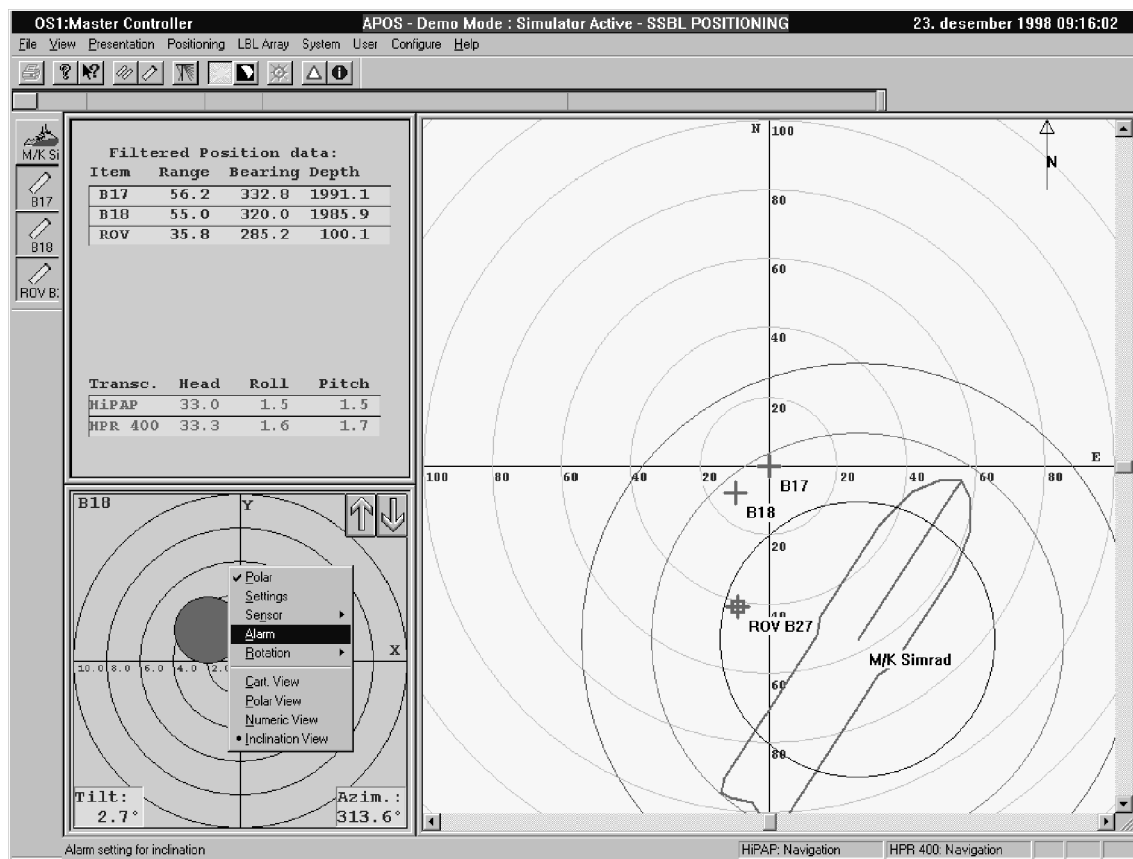 OS1:Master Controller APOS - Demo Mode : Simulator Active - SSBL POSITIONING 23. desember 1998 09:16:02
File View Presentation Positioning LBL Array System User Configure Help
M/K Si
B17
B18
ROV B
Filtered Position data:
Item Range Bearing Depth
B17 56.2 332.8 1991.1
B18 55.0 320.0 1985.9
ROV 35.8 285.2 100.1
Transc. Head Roll Pitch
HiPAP 33.0 1.5 1.5
HPR 400 33.3 1.6 1.7
B18
Y
X
10.0 8.0 6.0 4.0 2.0
Polar
Settings
Sensor
Alarm
Rotation
Cart. View
Polar View
Numeric View
Inclination View
Tilt:
2.7°
Azim.:
313.6°
N 100
N
80
60
40
20
E
100 80 60 40 20 20 40 60 80
B17
B18
20
40
ROV B27
M/K Simrad
60
80
Alarm setting for inclination HiPAP: Navigation HPR 400: Navigation